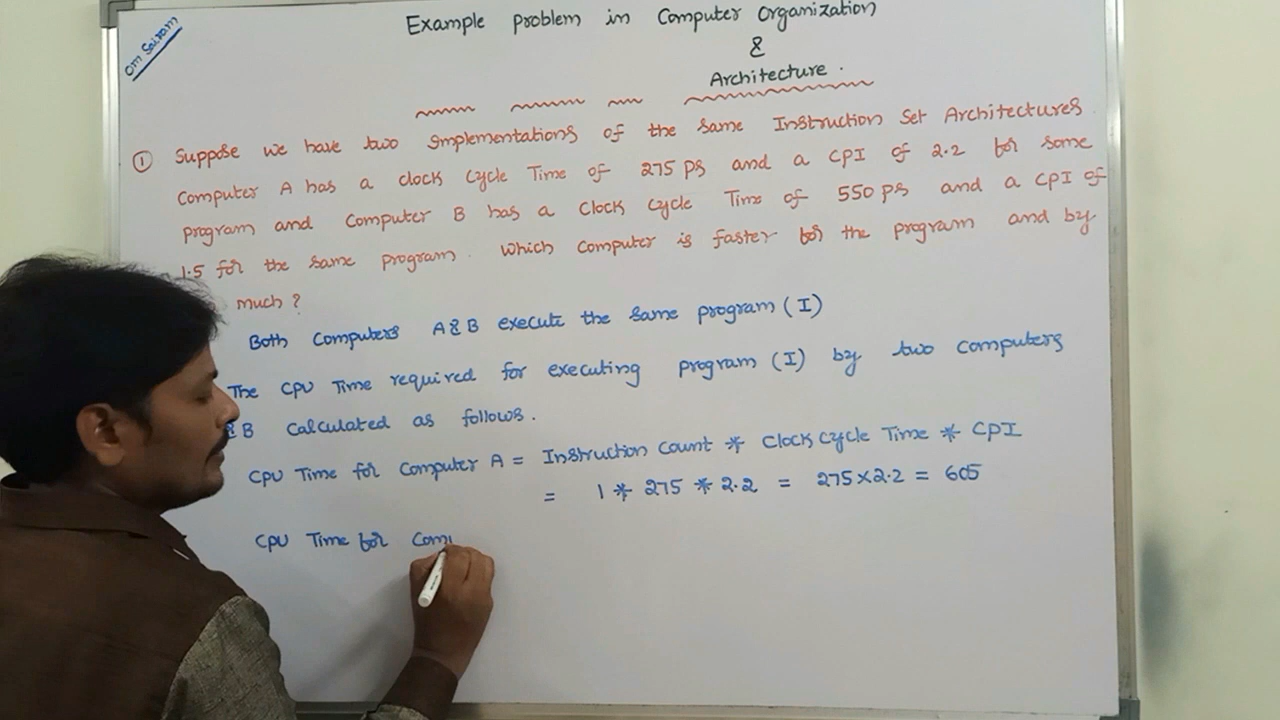 Om Sairam
Example problem in Computer Organization
&
Architecture.
① Suppose we have two Implementations of the same Instruction Set Architectures
Computer A has a clock cycle Time of 275 ps and a CPI of 2.2 for some
program and Computer B has a Clock cycle Time of 550 ps and a CPI of
1.5 for the same program. Which Computer is faster for the program and by
much?
Both Computers A & B execute the same program (I)
The CPU Time required for executing program (I) by two computers
& B Calculated as follows.
CPU Time for Computer A = Instruction Count * Clock Cycle Time * CPI
= 1 * 275 * 2.2 = 275 × 2.2 = 605
CPU Time for Com